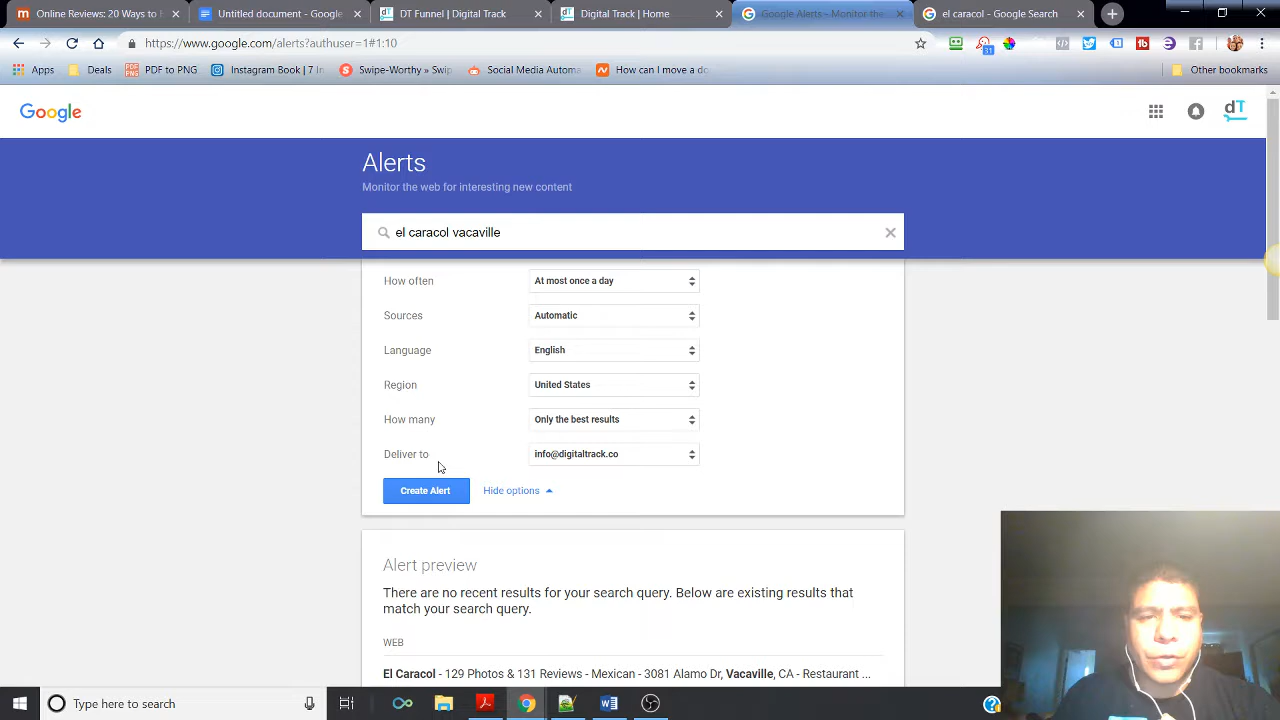 Online Reviews: 20 Ways to F
Untitled document - Google
DT Funnel | Digital Track
Digital Track | Home
Google Alerts - Monitor the
el caracol - Google Search
https://www.google.com/alerts?authuser=1#1:10
31
Apps
Deals
PDF to PNG
Instagram Book | 7 In
Swipe-Worthy » Swip
Social Media Automa
How can I move a do
Other bookmarks
Google
dT
Alerts
Monitor the web for interesting new content
el caracol vacaville
How often
At most once a day
Sources
Automatic
Language
English
Region
United States
How many
Only the best results
Deliver to
info@digitaltrack.co
Create Alert
Hide options
Alert preview
There are no recent results for your search query. Below are existing results that
match your search query.
WEB
El Caracol - 129 Photos & 131 Reviews - Mexican - 3081 Alamo Dr, Vacaville, CA - Restaurant ...
Type here to search